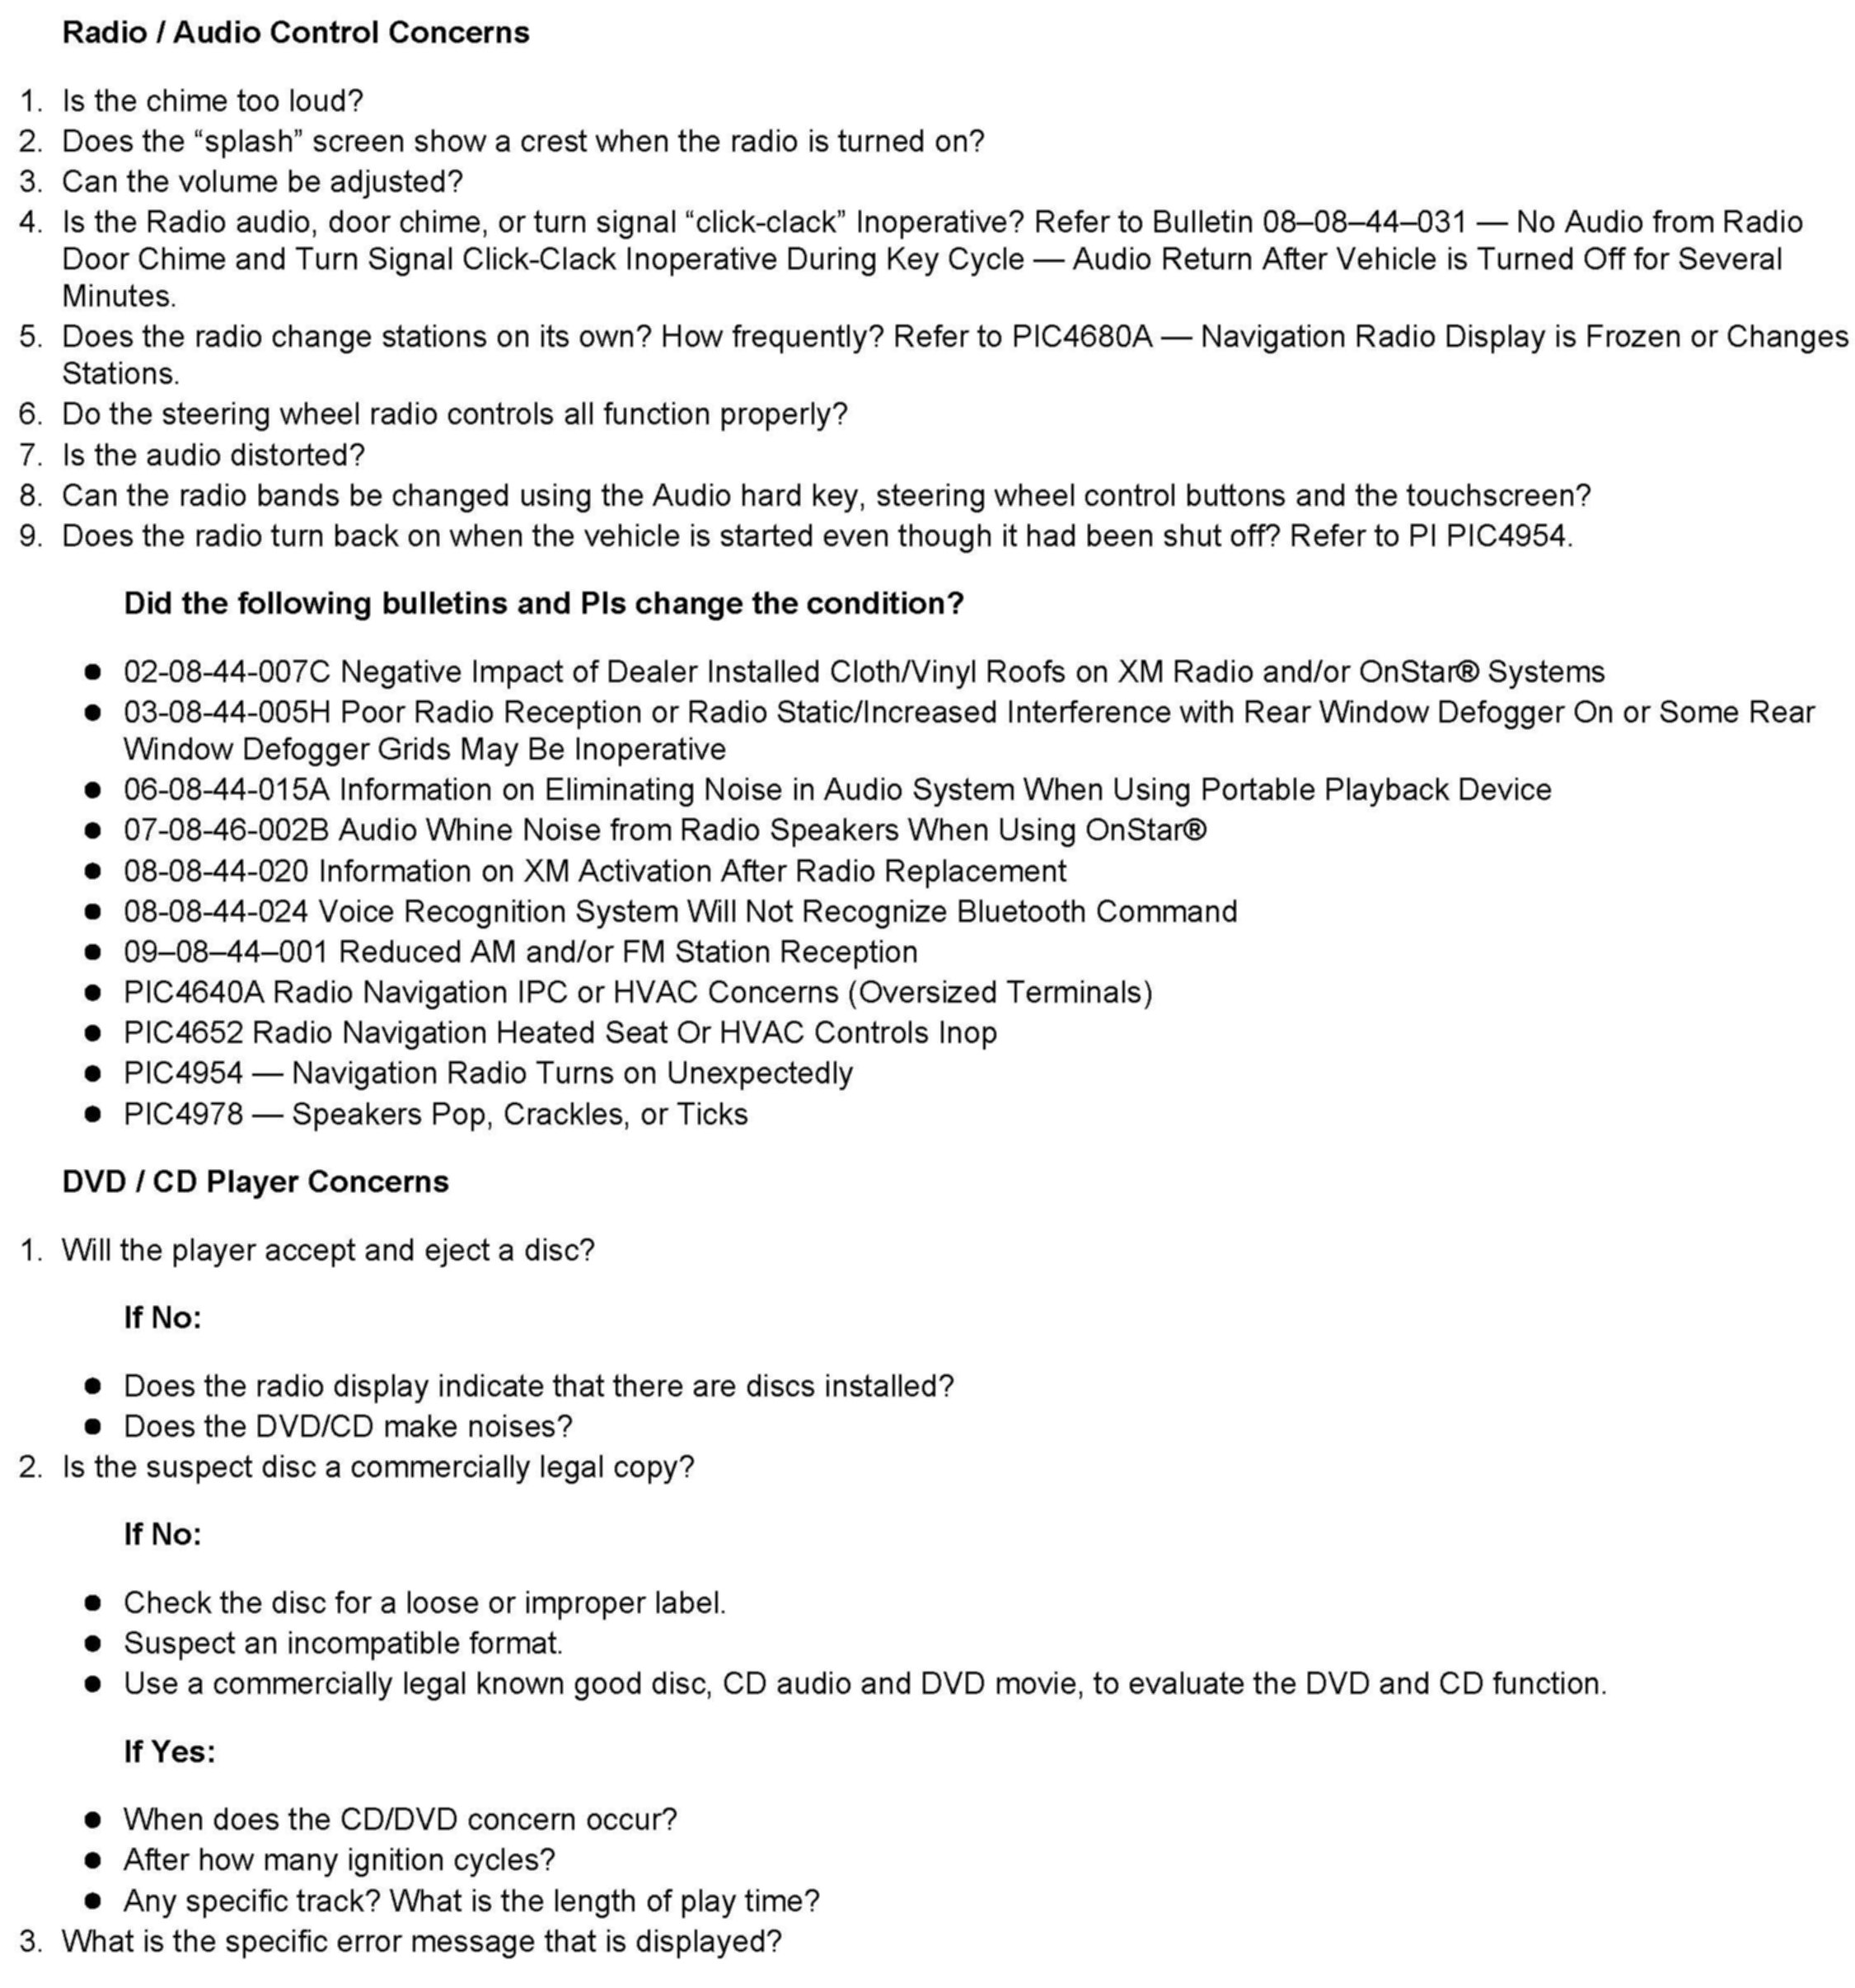 Radio / Audio Control Concerns
1. Is the chime too loud?
2. Does the “splash” screen show a crest when the radio is turned on?
3. Can the volume be adjusted?
4. Is the Radio audio, door chime, or turn signal “click-clack” Inoperative? Refer to Bulletin 08–08–44–031 — No Audio from Radio
Door Chime and Turn Signal Click-Clack Inoperative During Key Cycle — Audio Return After Vehicle is Turned Off for Several
Minutes.
5. Does the radio change stations on its own? How frequently? Refer to PIC4680A — Navigation Radio Display is Frozen or Changes
Stations.
6. Do the steering wheel radio controls all function properly?
7. Is the audio distorted?
8. Can the radio bands be changed using the Audio hard key, steering wheel control buttons and the touchscreen?
9. Does the radio turn back on when the vehicle is started even though it had been shut off? Refer to PI PIC4954.
Did the following bulletins and PIs change the condition?
● 02-08-44-007C Negative Impact of Dealer Installed Cloth/Vinyl Roofs on XM Radio and/or OnStar® Systems
● 03-08-44-005H Poor Radio Reception or Radio Static/Increased Interference with Rear Window Defogger On or Some Rear
Window Defogger Grids May Be Inoperative
● 06-08-44-015A Information on Eliminating Noise in Audio System When Using Portable Playback Device
● 07-08-46-002B Audio Whine Noise from Radio Speakers When Using OnStar®
● 08-08-44-020 Information on XM Activation After Radio Replacement
● 08-08-44-024 Voice Recognition System Will Not Recognize Bluetooth Command
● 09–08–44–001 Reduced AM and/or FM Station Reception
● PIC4640A Radio Navigation IPC or HVAC Concerns (Oversized Terminals)
● PIC4652 Radio Navigation Heated Seat Or HVAC Controls Inop
● PIC4954 — Navigation Radio Turns on Unexpectedly
● PIC4978 — Speakers Pop, Crackles, or Ticks
DVD / CD Player Concerns
1. Will the player accept and eject a disc?
If No:
● Does the radio display indicate that there are discs installed?
● Does the DVD/CD make noises?
2. Is the suspect disc a commercially legal copy?
If No:
● Check the disc for a loose or improper label.
● Suspect an incompatible format.
● Use a commercially legal known good disc, CD audio and DVD movie, to evaluate the DVD and CD function.
If Yes:
● When does the CD/DVD concern occur?
● After how many ignition cycles?
● Any specific track? What is the length of play time?
3. What is the specific error message that is displayed?